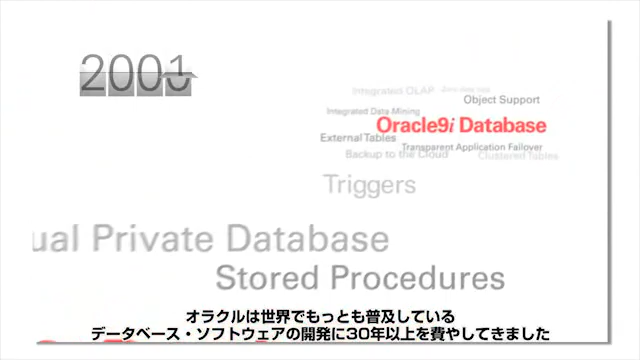 2001
Integrated OLAP
Object Support
Integrated Data Mining
Oracle9i Database
External Tables
Transparent Application Failover
Backup to the Cloud
Clustered Tables
Triggers
ual Private Database
Stored Procedures
オラクルは世界でもっとも普及している
データベース・ソフトウェアの開発に30年以上を費やしてきました